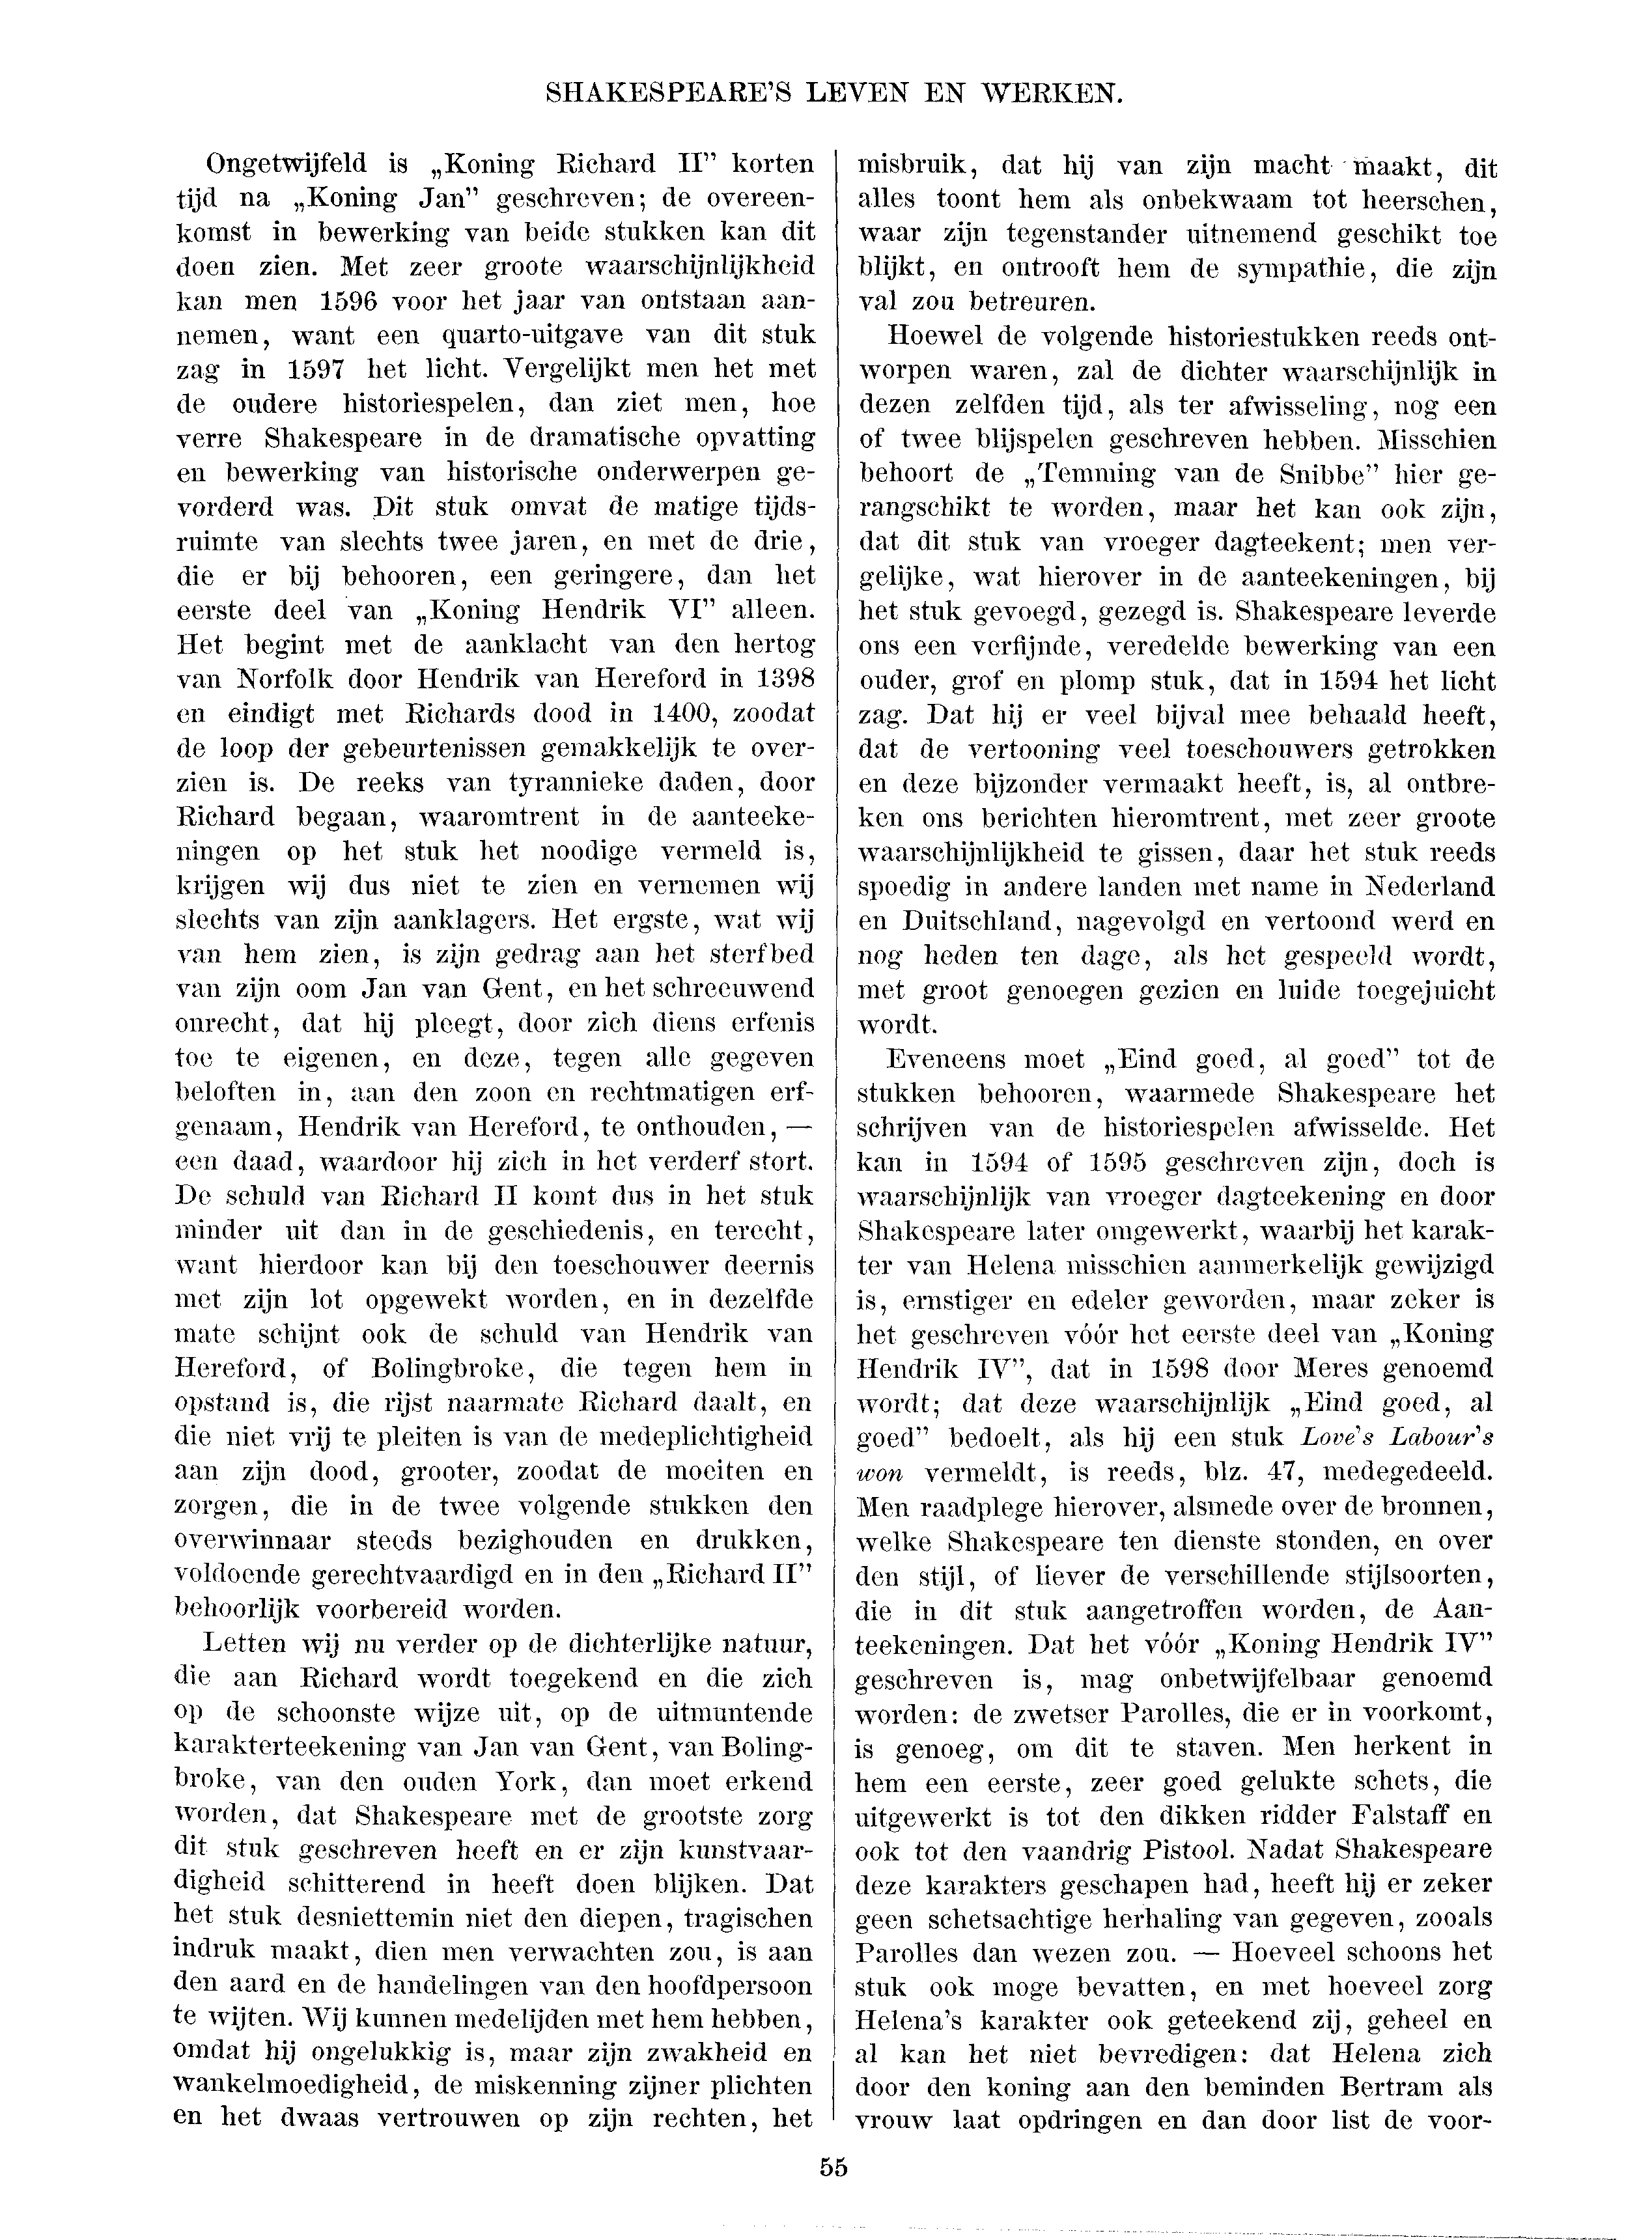 SHAKESPEARE'S LEVEN EN WERKEN.
Ongetwijfeld is „Koning Richard II” korten
tijd na „Koning Jan” geschreven; de overeen-
komst in bewerking van beide stukken kan dit
doen zien. Met zeer groote waarschijnlijkheid
kan men 1596 voor het jaar van ontstaan aan-
nemen, want een quarto-uitgave van dit stuk
zag in 1597 het licht. Vergelijkt men het met
de oudere historiespelen, dan ziet men, hoe
verre Shakespeare in de dramatische opvatting
en bewerking van historische onderwerpen ge-
vorderd was. Dit stuk omvat de matige tijds-
ruimte van slechts twee jaren, en met de drie,
die er bij behooren, een geringere, dan het
eerste deel van „Koning Hendrik VI” alleen.
Het begint met de aanklacht van den hertog
van Norfolk door Hendrik van Hereford in 1398
en eindigt met Richards dood in 1400, zoodat
de loop der gebeurtenissen gemakkelijk te over-
zien is. De reeks van tyrannieke daden, door
Richard begaan, waaromtrent in de aanteeke-
ningen op het stuk het noodige vermeld is,
krijgen wij dus niet te zien en vernemen wij
slechts van zijn aanklagers. Het ergste, wat wij
van hem zien, is zijn gedrag aan het sterfbed
van zijn oom Jan van Gent, en het schreeuwend
onrecht, dat hij pleegt, door zich diens erfenis
toe te eigenen, en deze, tegen alle gegeven
beloften in, aan den zoon en rechtmatigen erf-
genaam, Hendrik van Hereford, te onthouden, —
een daad, waardoor hij zich in het verderf stort.
De schuld van Richard II komt dus in het stuk
minder uit dan in de geschiedenis, en terecht,
want hierdoor kan bij den toeschouwer deernis
met zijn lot opgewekt worden, en in dezelfde
mate schijnt ook de schuld van Hendrik van
Hereford, of Bolingbroke, die tegen hem in
opstand is, die rijst naarmate Richard daalt, en
die niet vrij te pleiten is van de medeplichtigheid
aan zijn dood, grooter, zoodat de moeiten en
zorgen, die in de twee volgende stukken den
overwinnaar steeds bezighouden en drukken,
voldoende gerechtvaardigd en in den „Richard II”
behoorlijk voorbereid worden.
Letten wij nu verder op de dichterlijke natuur,
die aan Richard wordt toegekend en die zich
op de schoonste wijze uit, op de uitmuntende
karakterteekening van Jan van Gent, van Boling-
broke, van den ouden York, dan moet erkend
worden, dat Shakespeare met de grootste zorg
dit stuk geschreven heeft en er zijn kunstvaar-
digheid schitterend in heeft doen blijken. Dat
het stuk desniettemin niet den diepen, tragischen
indruk maakt, dien men verwachten zou, is aan
den aard en de handelingen van den hoofdpersoon
te wijten. Wij kunnen medelijden met hem hebben,
omdat hij ongelukkig is, maar zijn zwakheid en
wankelmoedigheid, de miskenning zijner plichten
en het dwaas vertrouwen op zijn rechten, het
misbruik, dat hij van zijn macht maakt, dit
alles toont hem als onbekwaam tot heerschen,
waar zijn tegenstander uitnemend geschikt toe
blijkt, en ontrooft hem de sympathie, die zijn
val zou betreuren.
Hoewel de volgende historiestukken reeds ont-
worpen waren, zal de dichter waarschijnlijk in
dezen zelfden tijd, als ter afwisseling, nog een
of twee blijspelen geschreven hebben. Misschien
behoort de „Temming van de Snibbe” hier ge-
rangschikt te worden, maar het kan ook zijn,
dat dit stuk van vroeger dagteekent; men ver-
gelijke, wat hierover in de aanteekeningen, bij
het stuk gevoegd, gezegd is. Shakespeare leverde
ons een verfijnde, veredelde bewerking van een
ouder, grof en plomp stuk, dat in 1594 het licht
zag. Dat hij er veel bijval mee behaald heeft,
dat de vertooning veel toeschouwers getrokken
en deze bijzonder vermaakt heeft, is, al ontbre-
ken ons berichten hieromtrent, met zeer groote
waarschijnlijkheid te gissen, daar het stuk reeds
spoedig in andere landen met name in Nederland
en Duitschland, nagevolgd en vertoond werd en
nog heden ten dage, als het gespeeld wordt,
met groot genoegen gezien en luide toegejuicht
wordt.
Eveneens moet „Eind goed, al goed” tot de
stukken behooren, waarmede Shakespeare het
schrijven van de historiespelen afwisselde. Het
kan in 1594 of 1595 geschreven zijn, doch is
waarschijnlijk van vroeger dagteekening en door
Shakespeare later omgewerkt, waarbij het karak-
ter van Helena misschien aanmerkelijk gewijzigd
is, ernstiger en edeler geworden, maar zeker is
het geschreven vóór het eerste deel van „Koning
Hendrik IV”, dat in 1598 door Meres genoemd
wordt; dat deze waarschijnlijk „Eind goed, al
goed” bedoelt, als hij een stuk Love's Labour's
won vermeldt, is reeds, blz. 47, medegedeeld.
Men raadplege hierover, alsmede over de bronnen,
welke Shakespeare ten dienste stonden, en over
den stijl, of liever de verschillende stijlsoorten,
die in dit stuk aangetroffen worden, de Aan-
teekeningen. Dat het vóór „Koning Hendrik IV”
geschreven is, mag onbetwijfelbaar genoemd
worden: de zwetser Parolles, die er in voorkomt,
is genoeg, om dit te staven. Men herkent in
hem een eerste, zeer goed gelukte schets, die
uitgewerkt is tot den dikken ridder Falstaff en
ook tot den vaandrig Pistool. Nadat Shakespeare
deze karakters geschapen had, heeft hij er zeker
geen schetsachtige herhaling van gegeven, zooals
Parolles dan wezen zou. — Hoeveel schoons het
stuk ook moge bevatten, en met hoeveel zorg
Helena's karakter ook geteekend zij, geheel en
al kan het niet bevredigen: dat Helena zich
door den koning aan den beminden Bertram als
vrouw laat opdringen en dan door list de voor-
55